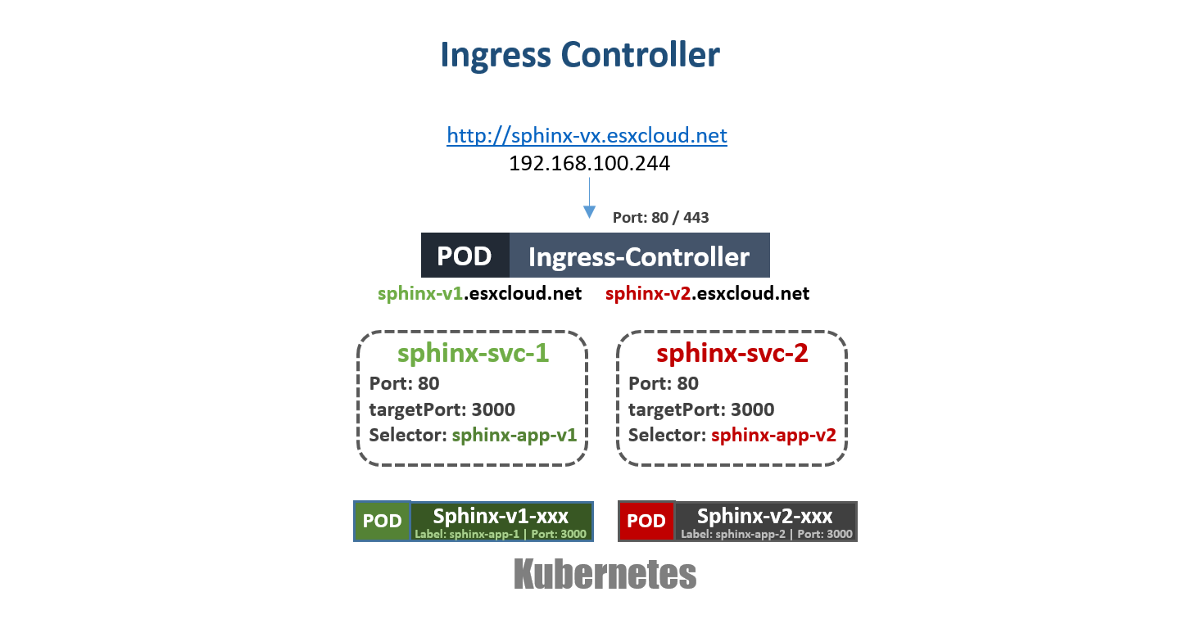 Ingress Controller
http://sphinx-vx.esxcloud.net
192.168.100.244
Port: 80 / 443
POD Ingress-Controller
sphinx-v1.esxcloud.net sphinx-v2.esxcloud.net
sphinx-svc-1
Port: 80
targetPort: 3000
Selector: sphinx-app-v1
sphinx-svc-2
Port: 80
targetPort: 3000
Selector: sphinx-app-v2
POD Sphinx-v1-xxx
Label: sphinx-app-1 | Port: 3000
POD Sphinx-v2-xxx
Label: sphinx-app-2 | Port: 3000
Kubernetes